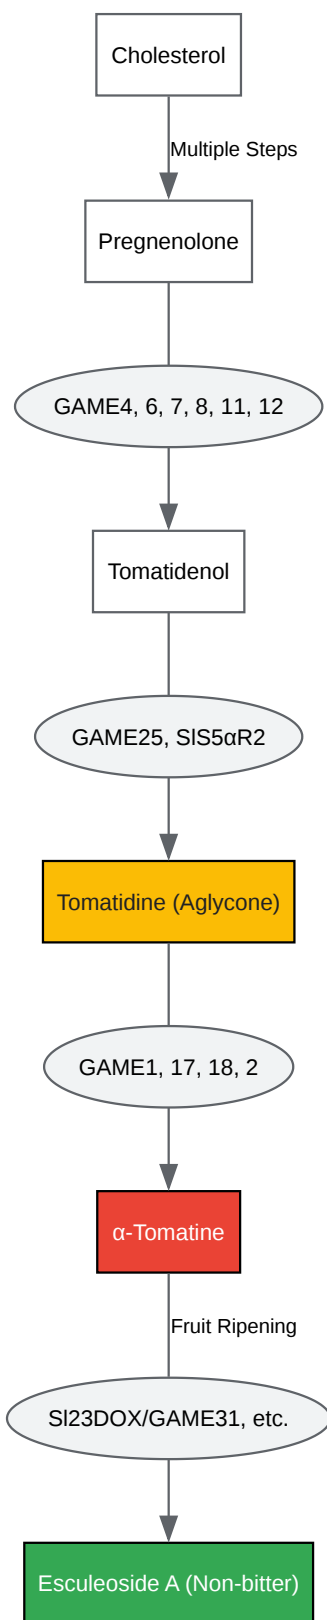 Cholesterol
Multiple Steps
Pregnenolone
GAME4, 6, 7, 8, 11, 12
Tomatidenol
GAME25, SlS5αR2
Tomatidine (Aglycone)
GAME1, 17, 18, 2
α-Tomatine
Fruit Ripening
Sl23DOX/GAME31, etc.
Esculeoside A (Non-bitter)